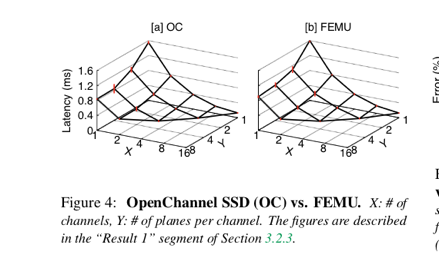 [a] OC
[b] FEMU
Latency (ms)
1.6
1.2
0.8
0.4
0
1 2 4 8 16
X
8 4 2 1
Y
1 2 4 8 16
X
8 4 2 1
Y
Error (%)
Figure 4: OpenChannel SSD (OC) vs. FEMU. X: # of
channels, Y: # of planes per channel. The figures are described
in the “Result 1” segment of Section 3.2.3.
F
v
s
f
(